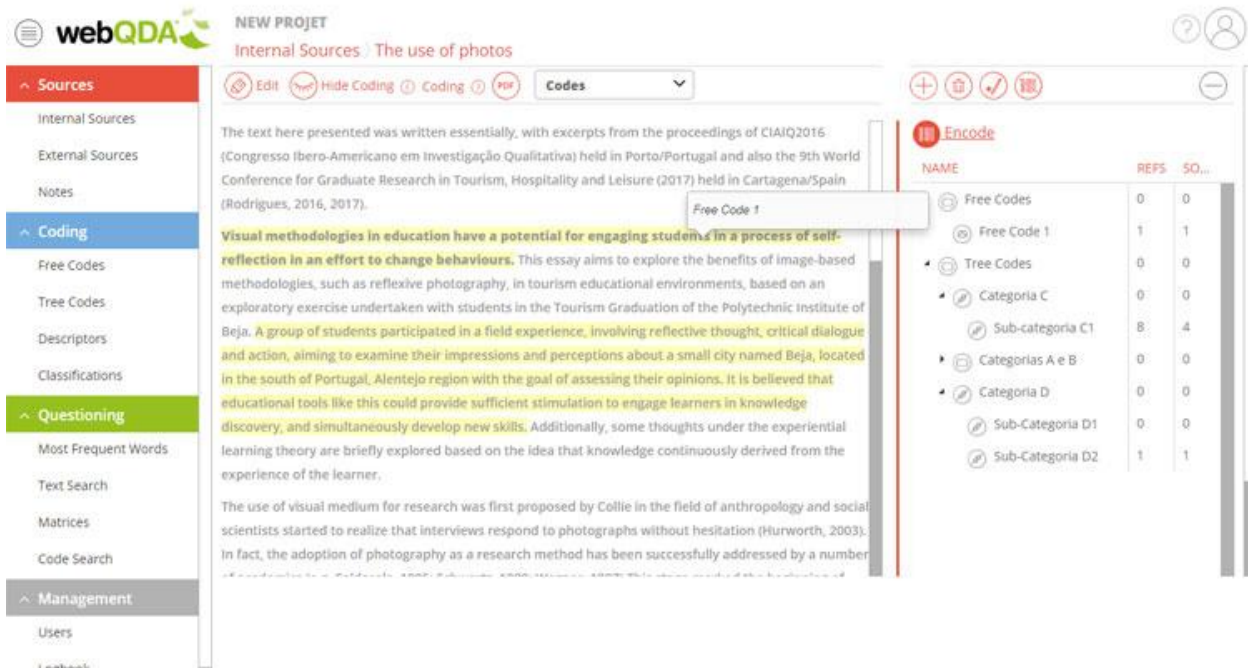 webQDA
NEW PROJET
Internal Sources The use of photos
Sources
Internal Sources
External Sources
Notes
Coding
Free Codes
Tree Codes
Descriptors
Classifications
Questioning
Most Frequent Words
Text Search
Matrices
Code Search
Management
Users
Logbook
Edit Hide Coding Coding PDF Codes
The text here presented was written essentially, with excerpts from the proceedings of CIAIQ2016
(Congresso Ibero-Americano em Investigação Qualitativa) held in Porto/Portugal and also the 9th World
Conference for Graduate Research in Tourism, Hospitality and Leisure (2017) held in Cartagena/Spain
(Rodrigues, 2016, 2017).
Free Code 1
Visual methodologies in education have a potential for engaging students in a process of self-
reflection in an effort to change behaviours. This essay aims to explore the benefits of image-based
methodologies, such as reflexive photography, in tourism educational environments, based on an
exploratory exercise undertaken with students in the Tourism Graduation of the Polytechnic Institute of
Beja. A group of students participated in a field experience, involving reflective thought, critical dialogue
and action, aiming to examine their impressions and perceptions about a small city named Beja, located
in the south of Portugal, Alentejo region with the goal of assessing their opinions. It is believed that
educational tools like this could provide sufficient stimulation to engage learners in knowledge
discovery, and simultaneously develop new skills. Additionally, some thoughts under the experiential
learning theory are briefly explored based on the idea that knowledge continuously derived from the
experience of the learner.
The use of visual medium for research was first proposed by Collie in the field of anthropology and social
scientists started to realize that interviews respond to photographs without hesitation (Hurworth, 2003).
In fact, the adoption of photography as a research method has been successfully addressed by a number
Encode
NAME REFS SO...
Free Codes 0 0
Free Code 1 1 1
Tree Codes 0 0
Categoria C 0 0
Sub-categoria C1 8 4
Categorias A e B 0 0
Categoria D 0 0
Sub-Categoria D1 0 0
Sub-Categoria D2 1 1